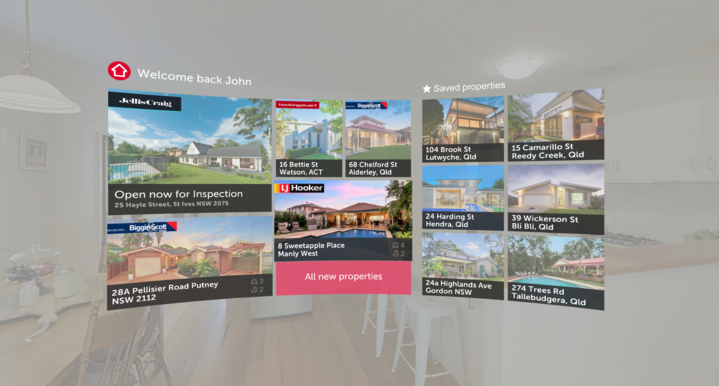 Welcome back John
JellisCraig
Open now for Inspection
25 Hayle Street, St Ives NSW 2075
BigginScott
28A Pellisier Road Putney
NSW 2112
3
2
16 Bettie St
Watson, ACT
BigginScott
68 Chelford St
Alderley, Qld
LJ Hooker
8 Sweetapple Place
Manly West
4
2
All new properties
Saved properties
104 Brook St
Lutwyche, Qld
15 Camarillo St
Reedy Creek, Qld
24 Harding St
Hendra, Qld
39 Wickerson St
Bli Bli, Qld
24a Highlands Ave
Gordon NSW
274 Trees Rd
Tallebudgera, Qld